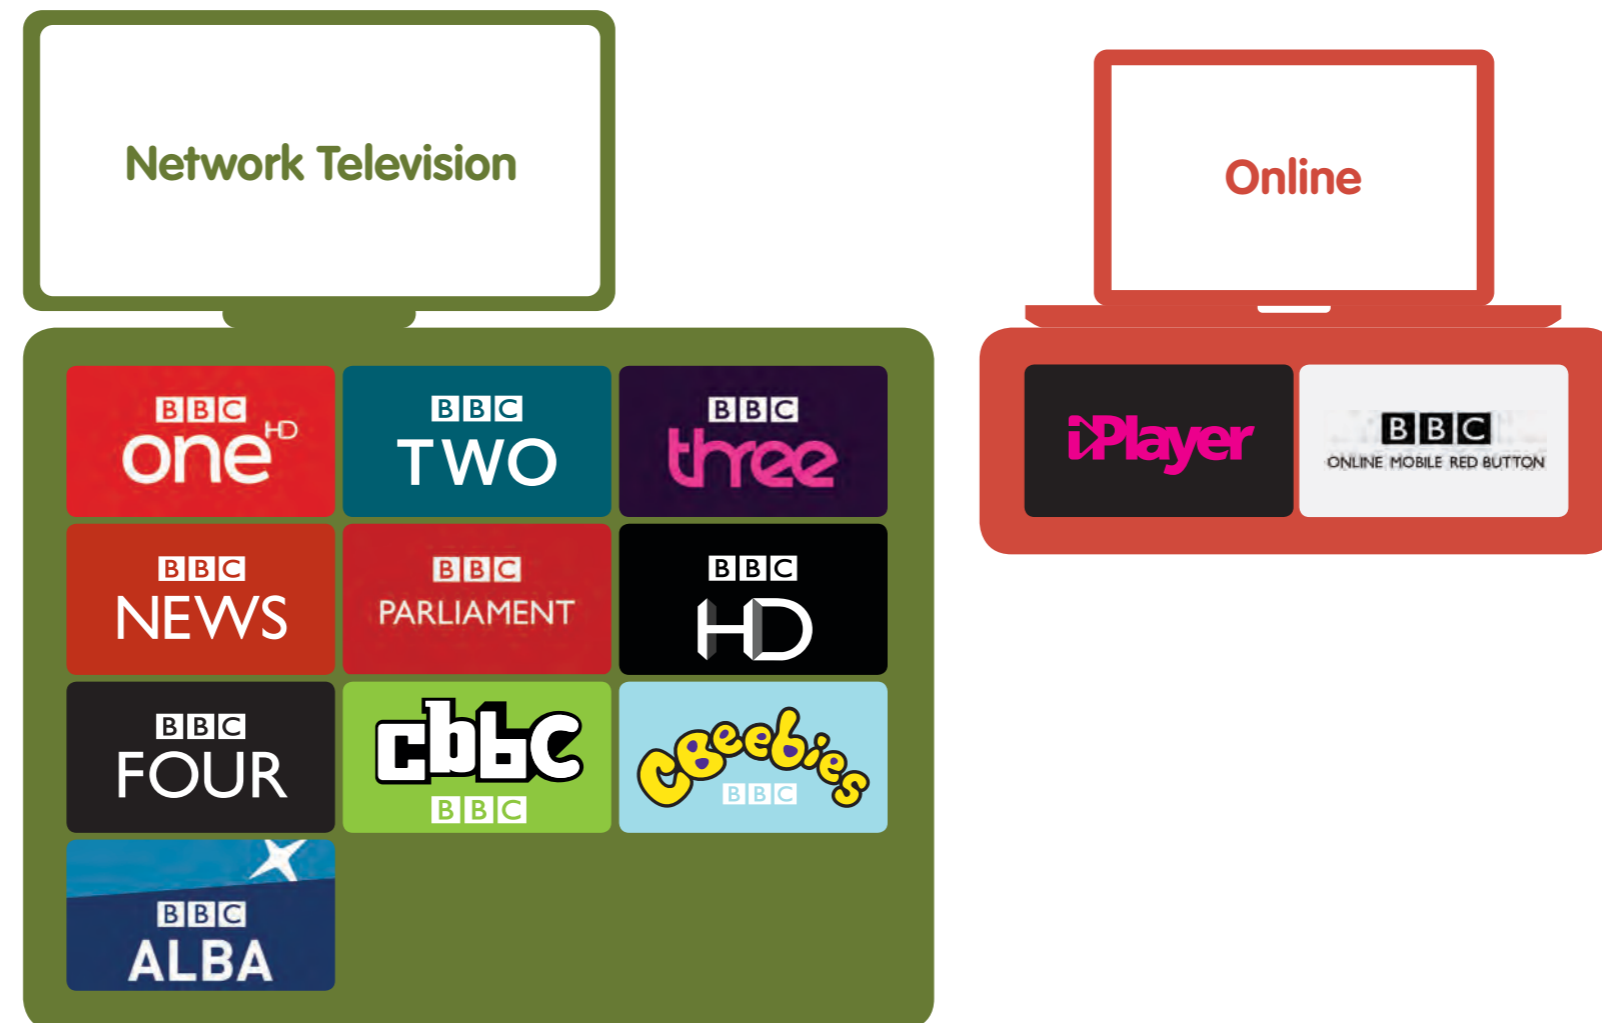 Network Television
BBC
one HD
BBC
TWO
BBC
three
BBC
NEWS
BBC
PARLIAMENT
BBC
HD
BBC
FOUR
cbbc
BBC
CBeebies
BBC
BBC
ALBA
Online
iPlayer
BBC
ONLINE MOBILE RED BUTTON